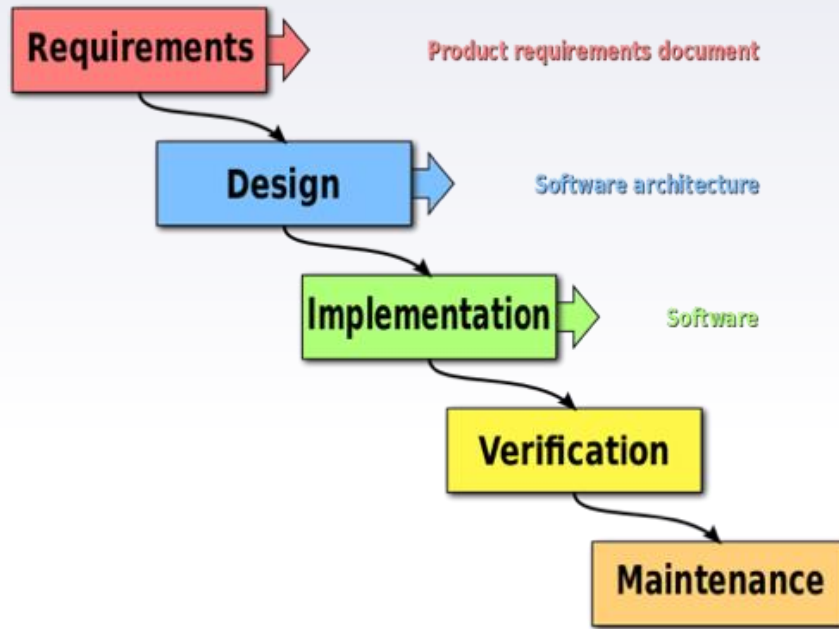 Requirements
Product requirements document
Design
Software architecture
Implementation
Software
Verification
Maintenance